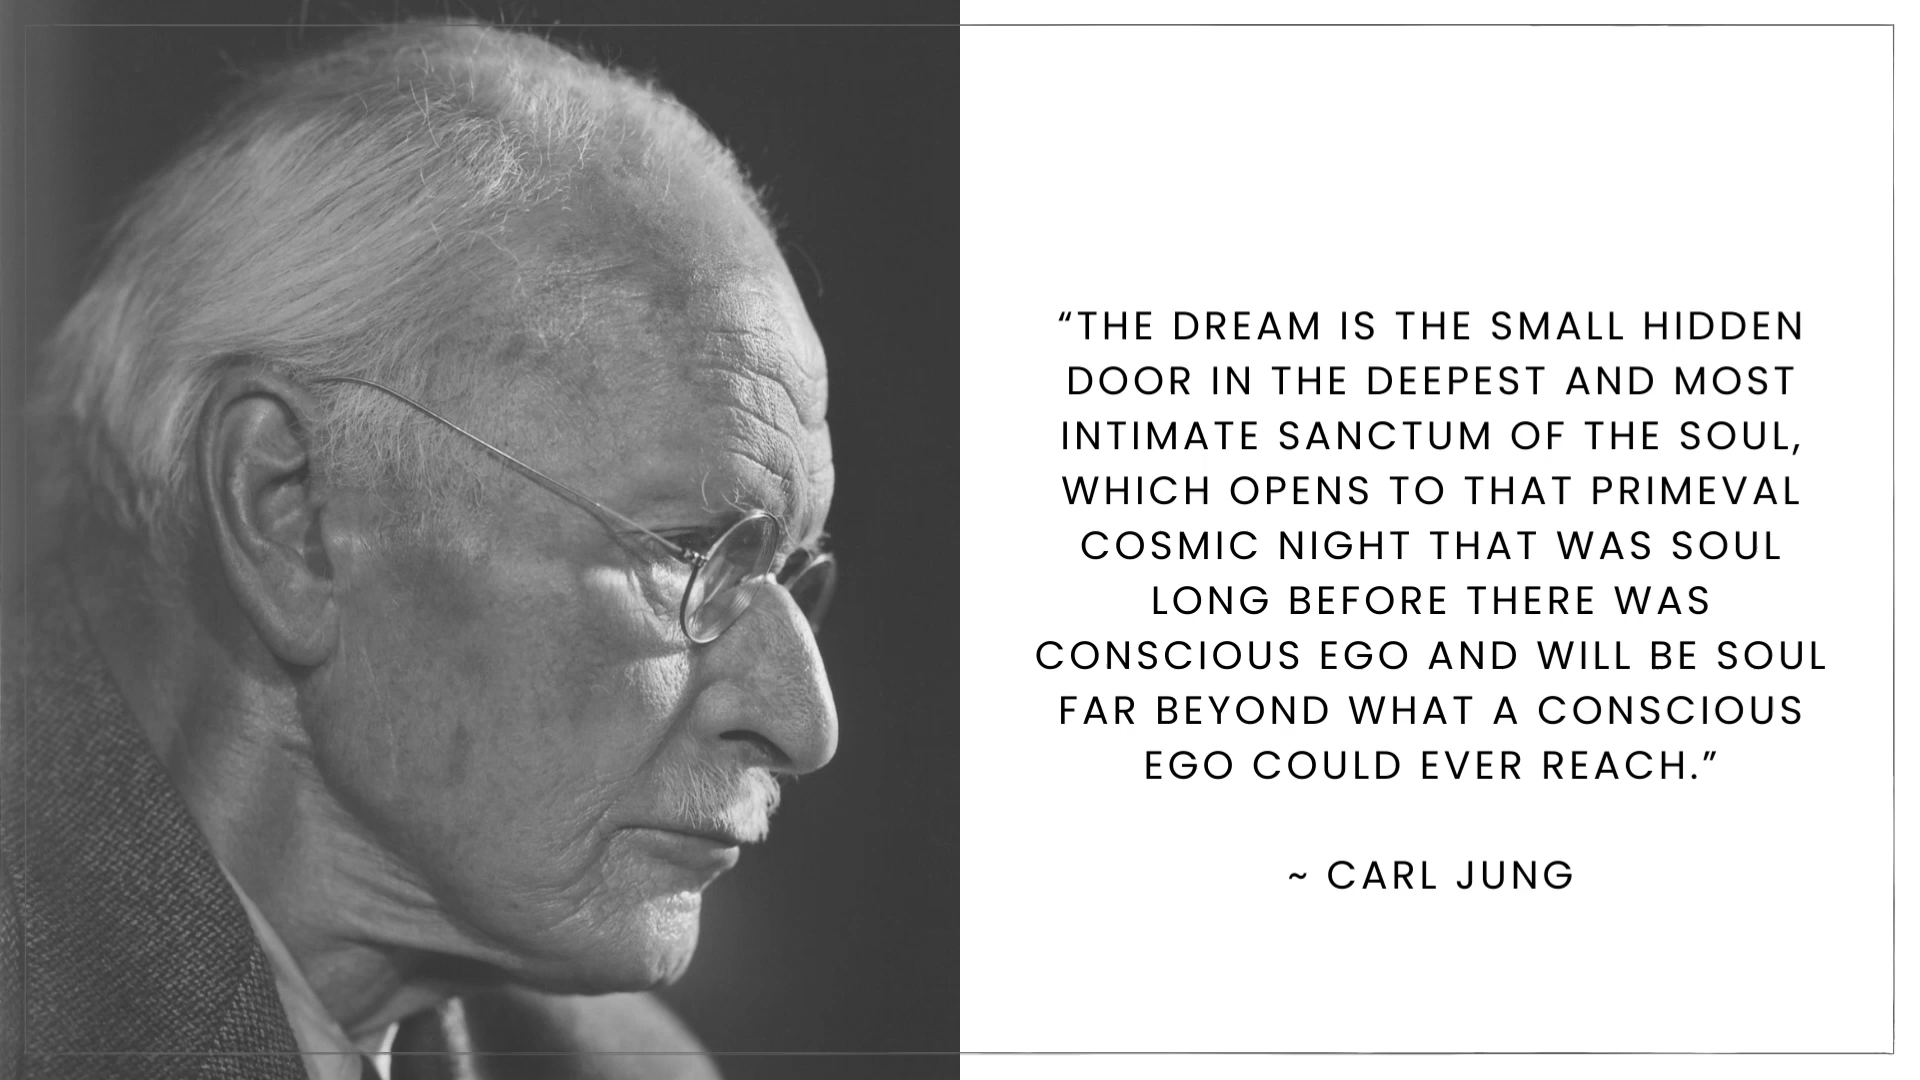 “THE DREAM IS THE SMALL HIDDEN
DOOR IN THE DEEPEST AND MOST
INTIMATE SANCTUM OF THE SOUL,
WHICH OPENS TO THAT PRIMEVAL
COSMIC NIGHT THAT WAS SOUL
LONG BEFORE THERE WAS
CONSCIOUS EGO AND WILL BE SOUL
FAR BEYOND WHAT A CONSCIOUS
EGO COULD EVER REACH.”
~ CARL JUNG